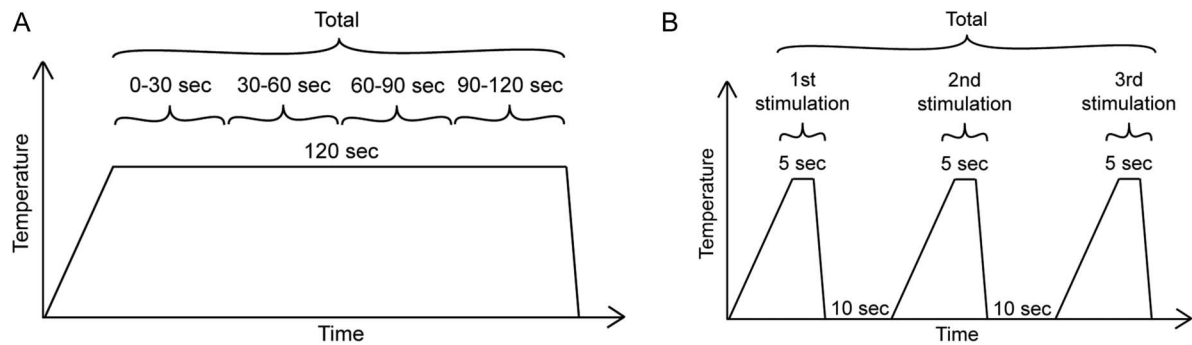 A
Total
0-30 sec 30-60 sec 60-90 sec 90-120 sec
120 sec
Temperature
Time
B
Total
1st stimulation
2nd stimulation
3rd stimulation
5 sec 5 sec 5 sec
Temperature
10 sec 10 sec
Time